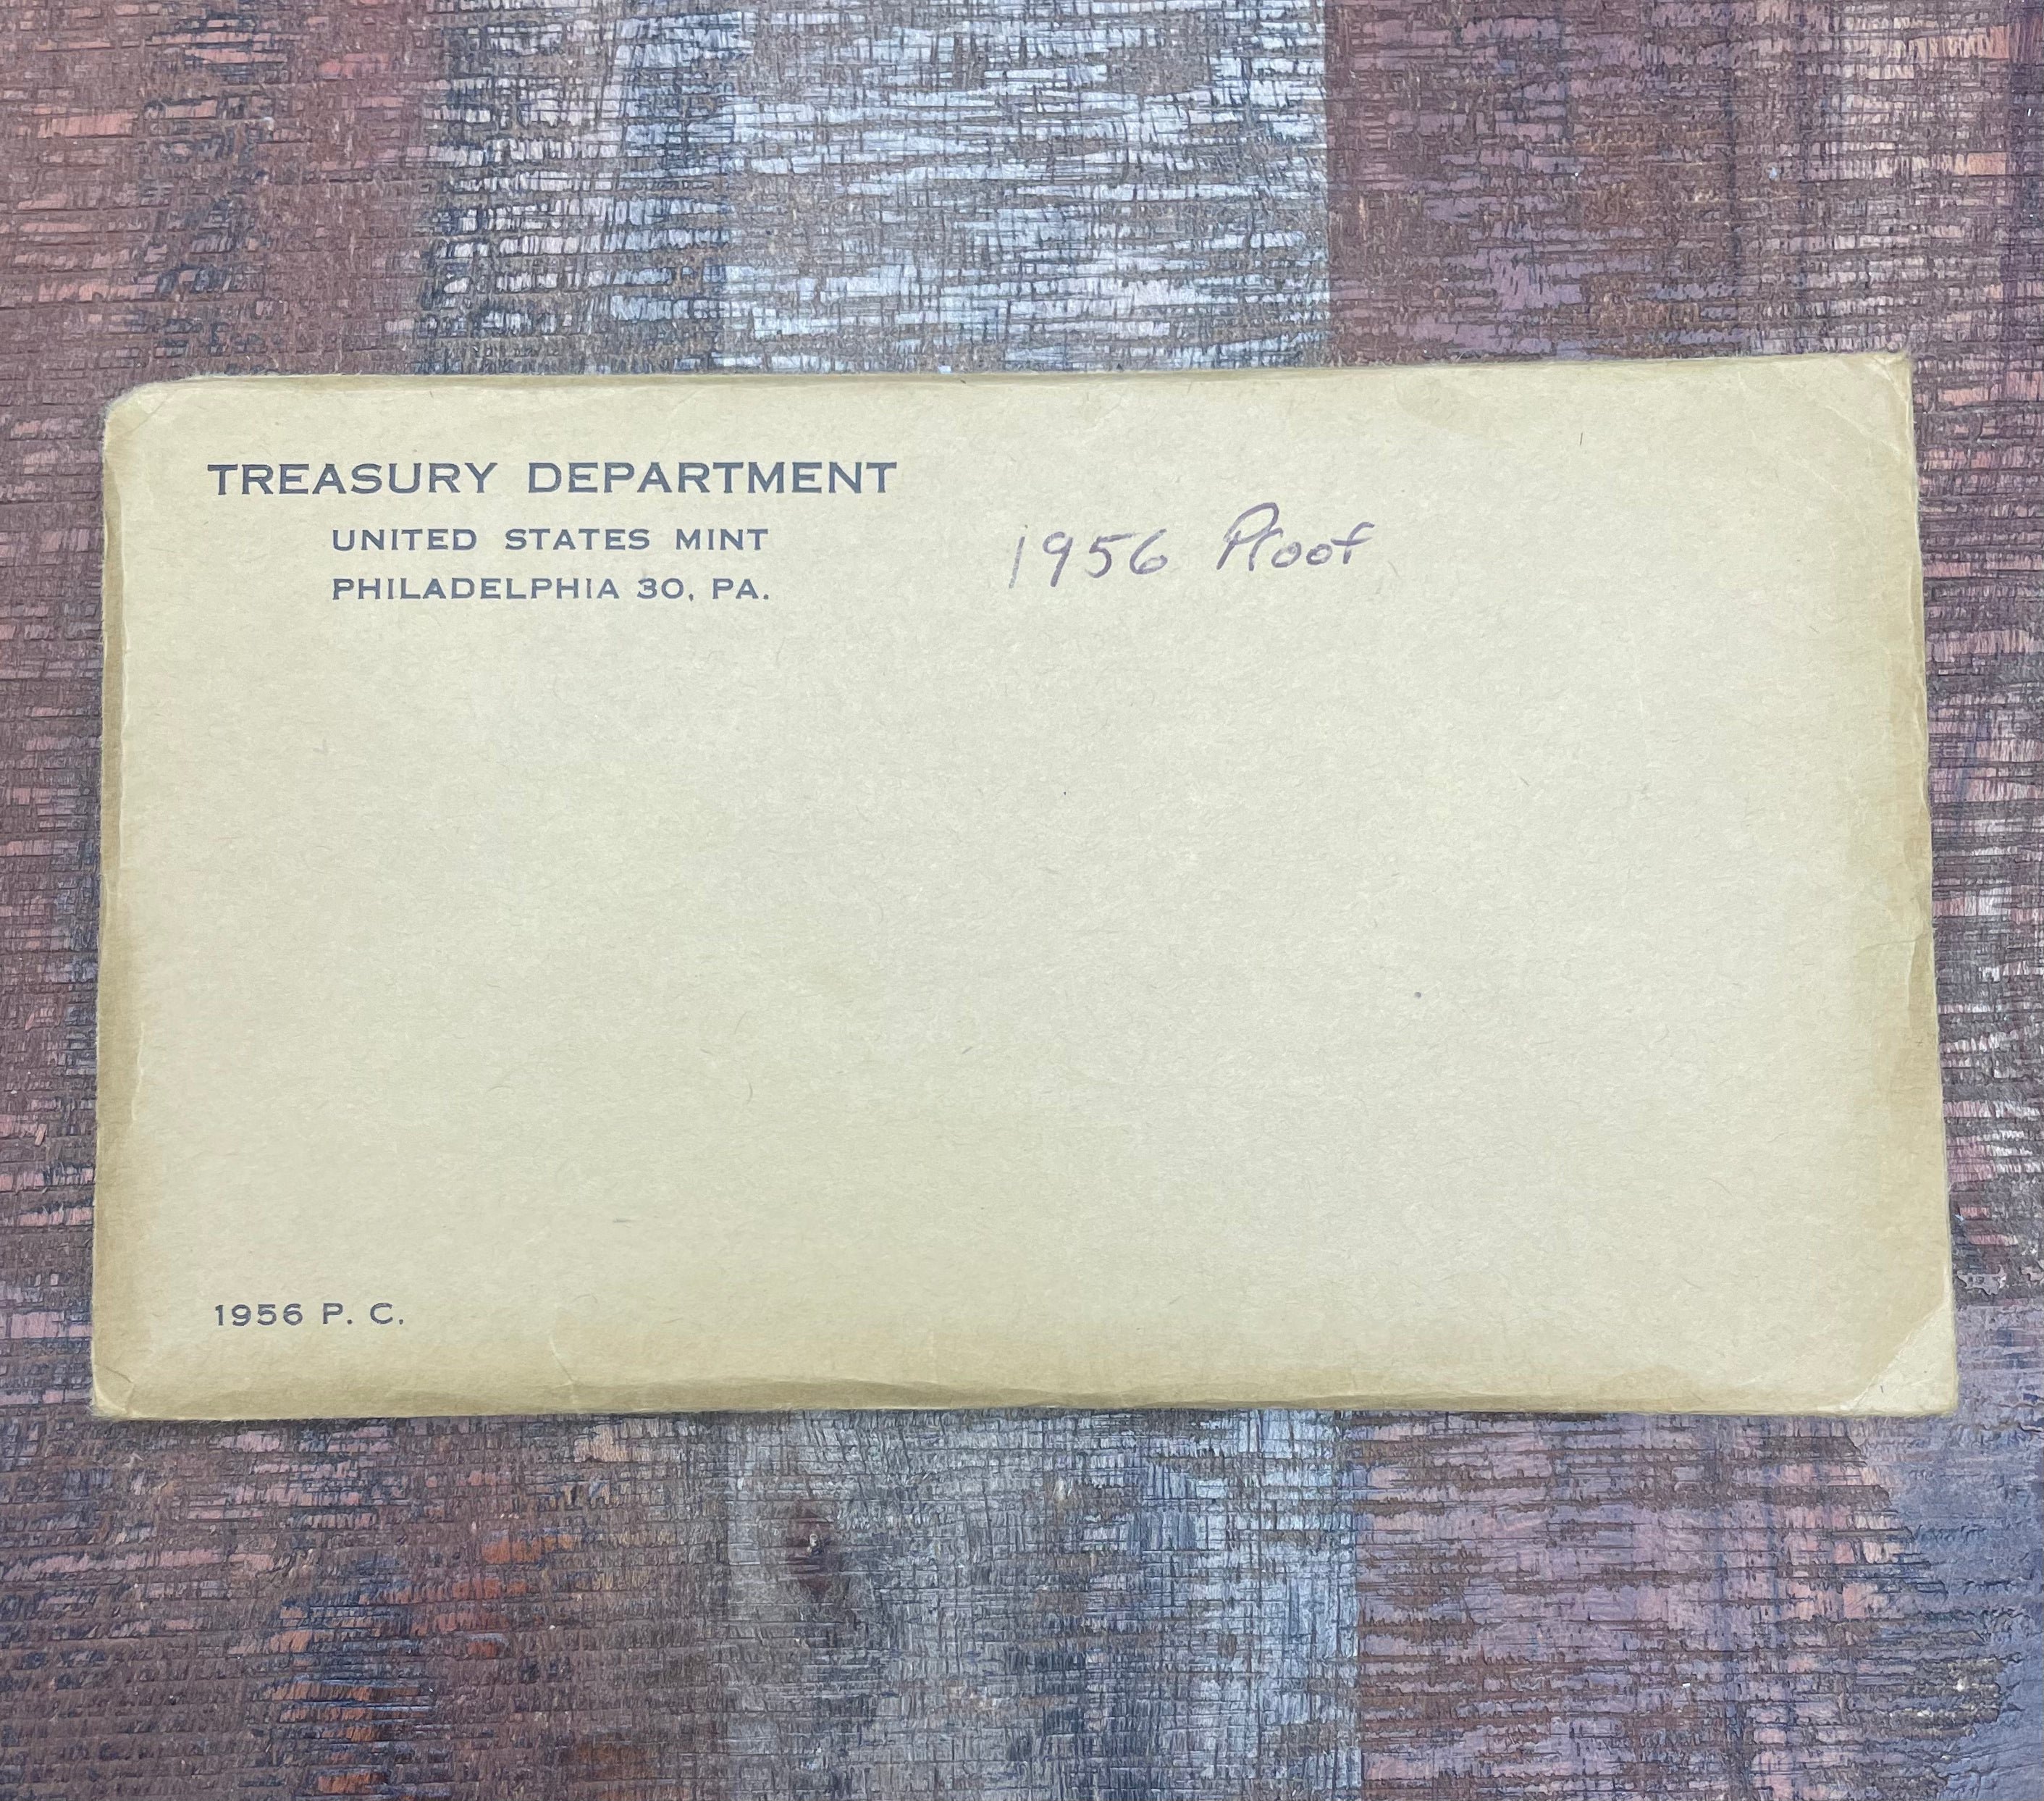 TREASURY DEPARTMENT
UNITED STATES MINT
PHILADELPHIA 30, PA.
1956 Proof
1956 P. C.